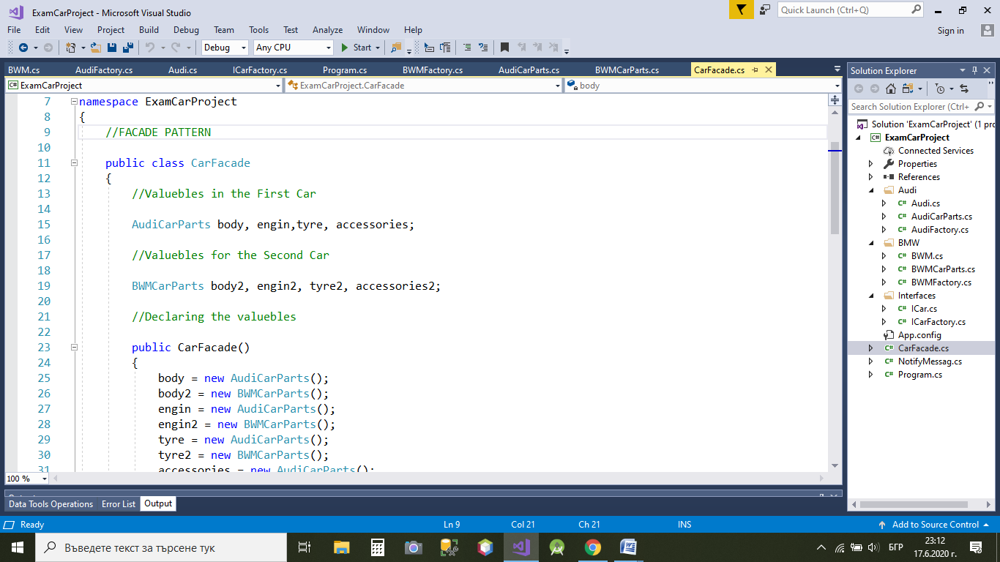 ExamCarProject - Microsoft Visual Studio
Quick Launch (Ctrl+Q)
File Edit View Project Build Debug Team Tools Test Analyze Window Help
Sign in
Debug Any CPU Start
BWM.cs AudiFactory.cs Audi.cs ICarFactory.cs Program.cs BWMFactory.cs AudiCarParts.cs BWMCarParts.cs CarFacade.cs
ExamCarProject ExamCarProject.CarFacade body
7 namespace ExamCarProject
8 {
9 //FACADE PATTERN
10
11 public class CarFacade
12 {
13 //Valuebles in the First Car
14
15 AudiCarParts body, engin,tyre, accessories;
16
17 //Valuebles for the Second Car
18
19 BWMCarParts body2, engin2, tyre2, accessories2;
20
21 //Declaring the valuebles
22
23 public CarFacade()
24 {
25 body = new AudiCarParts();
26 body2 = new BWMCarParts();
27 engin = new AudiCarParts();
28 engin2 = new BWMCarParts();
29 tyre = new AudiCarParts();
30 tyre2 = new BWMCarParts();
31 accessories = new AudiCarParts();
100 %
Data Tools Operations Error List Output
Solution Explorer
Search Solution Explorer (Ctrl+
Solution 'ExamCarProject' (1 pro
ExamCarProject
Connected Services
Properties
References
Audi
Audi.cs
AudiCarParts.cs
AudiFactory.cs
BMW
BWM.cs
BWMCarParts.cs
BWMFactory.cs
Interfaces
ICar.cs
ICarFactory.cs
App.config
CarFacade.cs
NotifyMessag.cs
Program.cs
Ready Ln 9 Col 21 Ch 21 INS Add to Source Control
Въведете текст за търсене тук
БГР
23:12
17.6.2020 г.